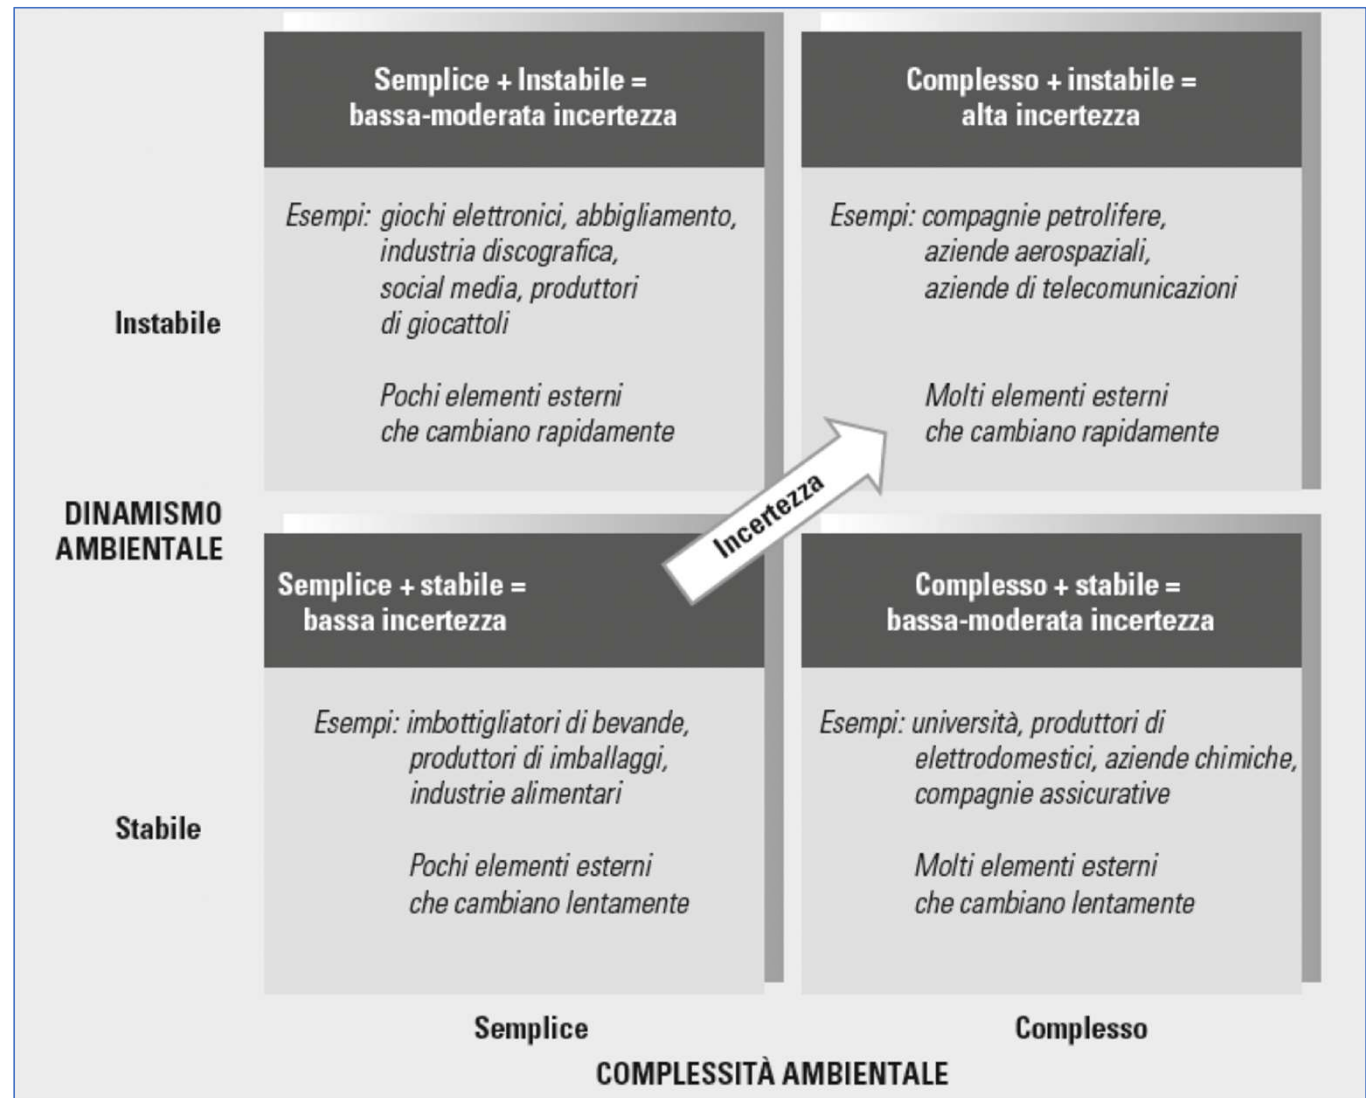 Semplice + Instabile =
bassa-moderata incertezza
Esempi: giochi elettronici, abbigliamento,
industria discografica,
social media, produttori
di giocattoli
Pochi elementi esterni
che cambiano rapidamente
Complesso + instabile =
alta incertezza
Esempi: compagnie petrolifere,
aziende aerospaziali,
aziende di telecomunicazioni
Molti elementi esterni
che cambiano rapidamente
Instabile
DINAMISMO
AMBIENTALE
Incertezza
Semplice + stabile =
bassa incertezza
Esempi: imbottigliatori di bevande,
produttori di imballaggi,
industrie alimentari
Pochi elementi esterni
che cambiano lentamente
Complesso + stabile =
bassa-moderata incertezza
Esempi: università, produttori di
elettrodomestici, aziende chimiche,
compagnie assicurative
Molti elementi esterni
che cambiano lentamente
Stabile
Semplice
Complesso
COMPLESSITÀ AMBIENTALE